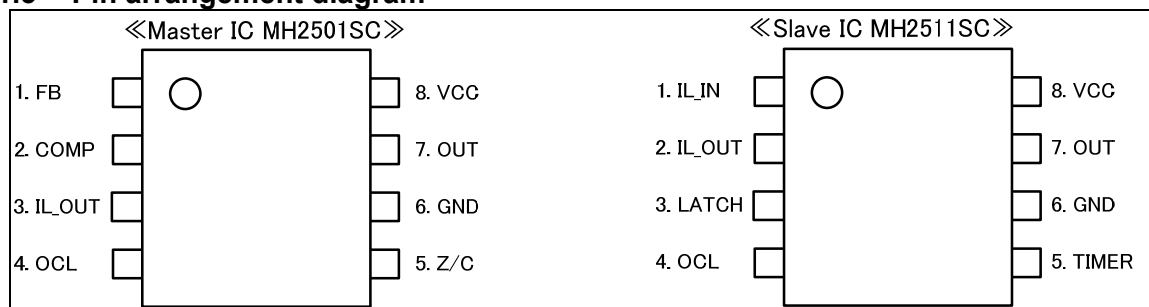 Pin arrangement diagram
≪Master IC MH2501SC≫
1. FB
2. COMP
3. IL_OUT
4. OCL
8. VCC
7. OUT
6. GND
5. Z/C
≪Slave IC MH2511SC≫
1. IL_IN
2. IL_OUT
3. LATCH
4. OCL
8. VCC
7. OUT
6. GND
5. TIMER